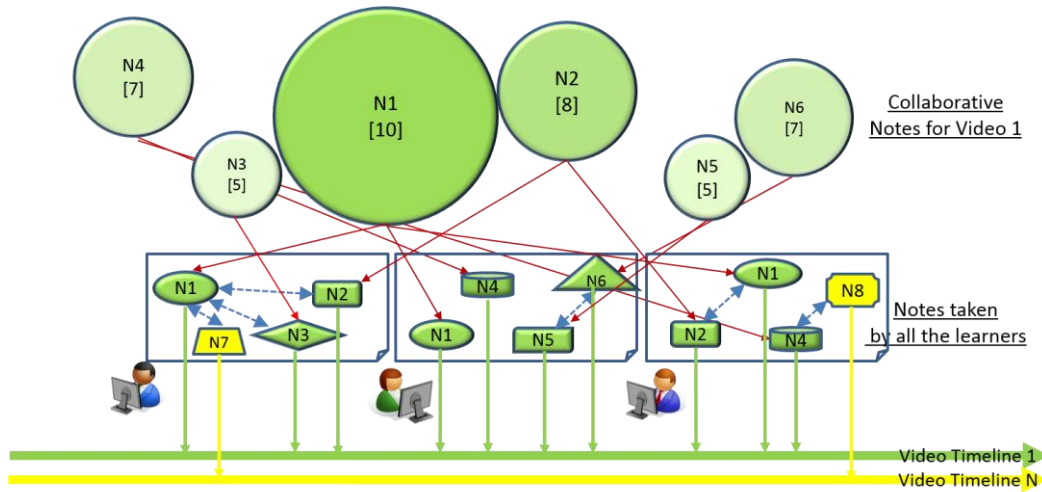 N4
[7]
N1
[10]
N2
[8]
N6
[7]
Collaborative
Notes for Video 1
N3
[5]
N5
[5]
N1
N2
N7
N3
N4
N6
N1
N5
N1
N8
N2
N4
Notes taken
by all the learners
Video Timeline 1
Video Timeline N